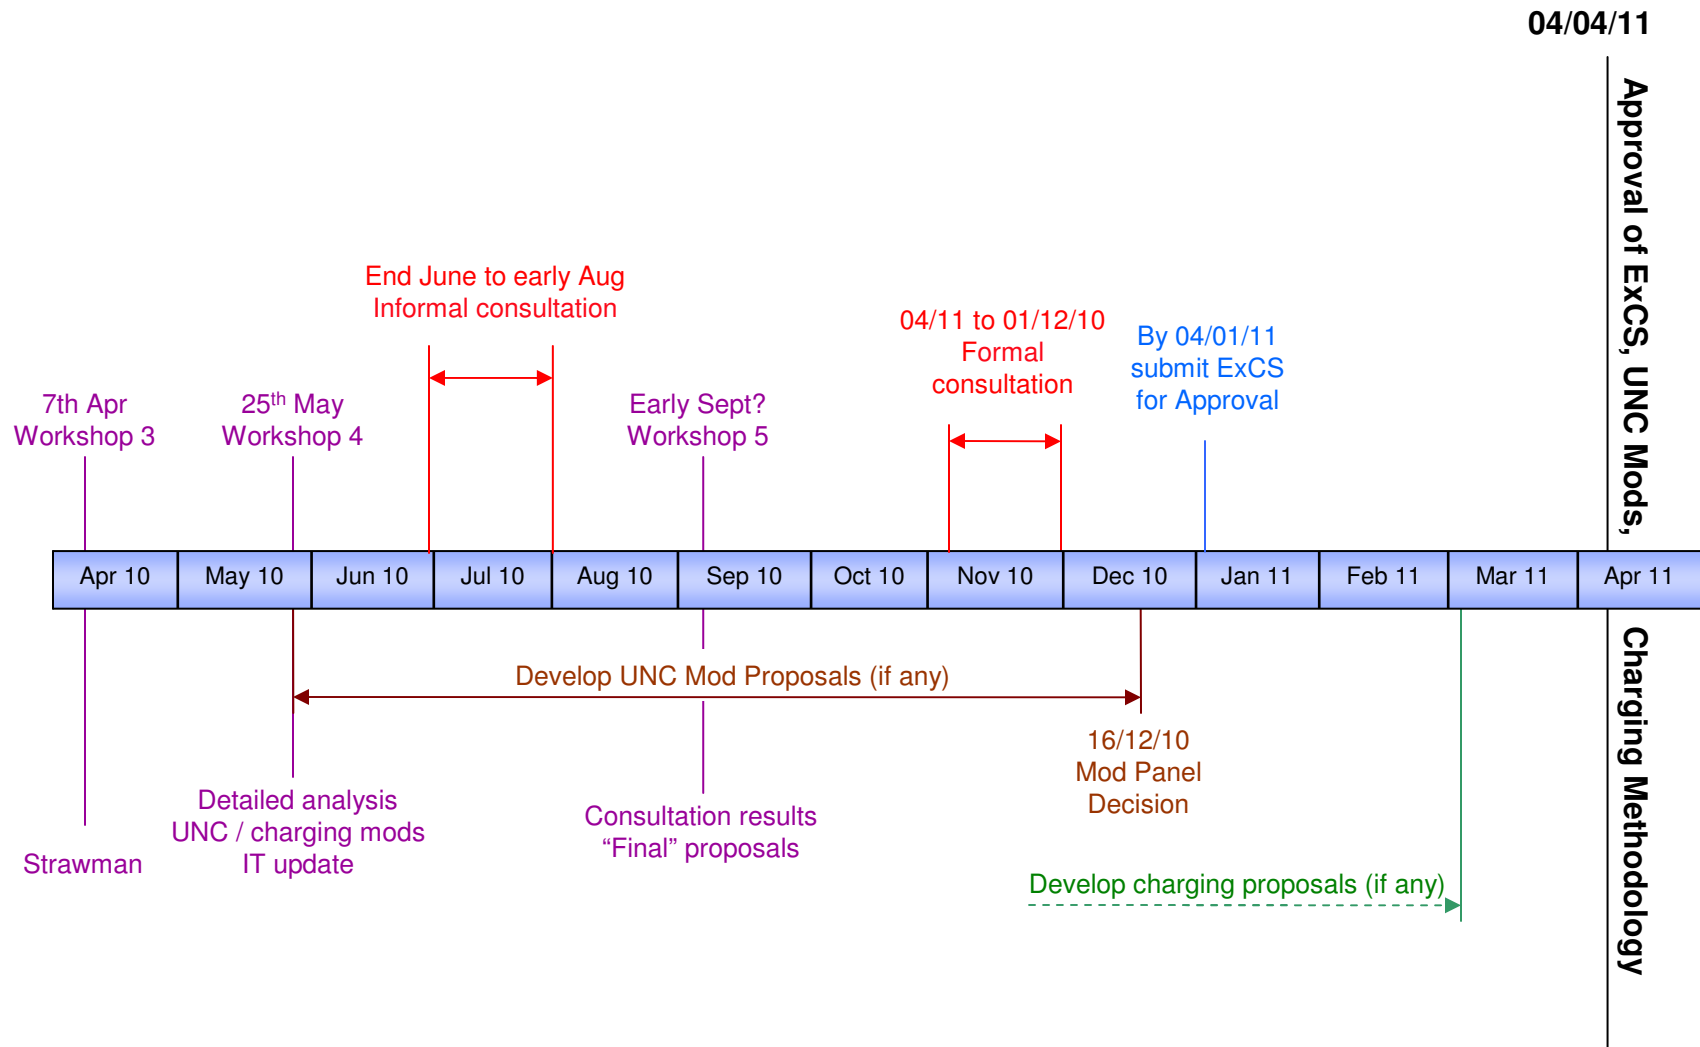 04/04/11
Approval of ExCS, UNC Mods,
Charging Methodology
End June to early Aug
Informal consultation
04/11 to 01/12/10
Formal
consultation
By 04/01/11
submit ExCS
for Approval
7th Apr
Workshop 3
25th May
Workshop 4
Early Sept?
Workshop 5
Apr 10
May 10
Jun 10
Jul 10
Aug 10
Sep 10
Oct 10
Nov 10
Dec 10
Jan 11
Feb 11
Mar 11
Apr 11
Develop UNC Mod Proposals (if any)
16/12/10
Mod Panel
Decision
Strawman
Detailed analysis
UNC / charging mods
IT update
Consultation results
“Final” proposals
Develop charging proposals (if any)